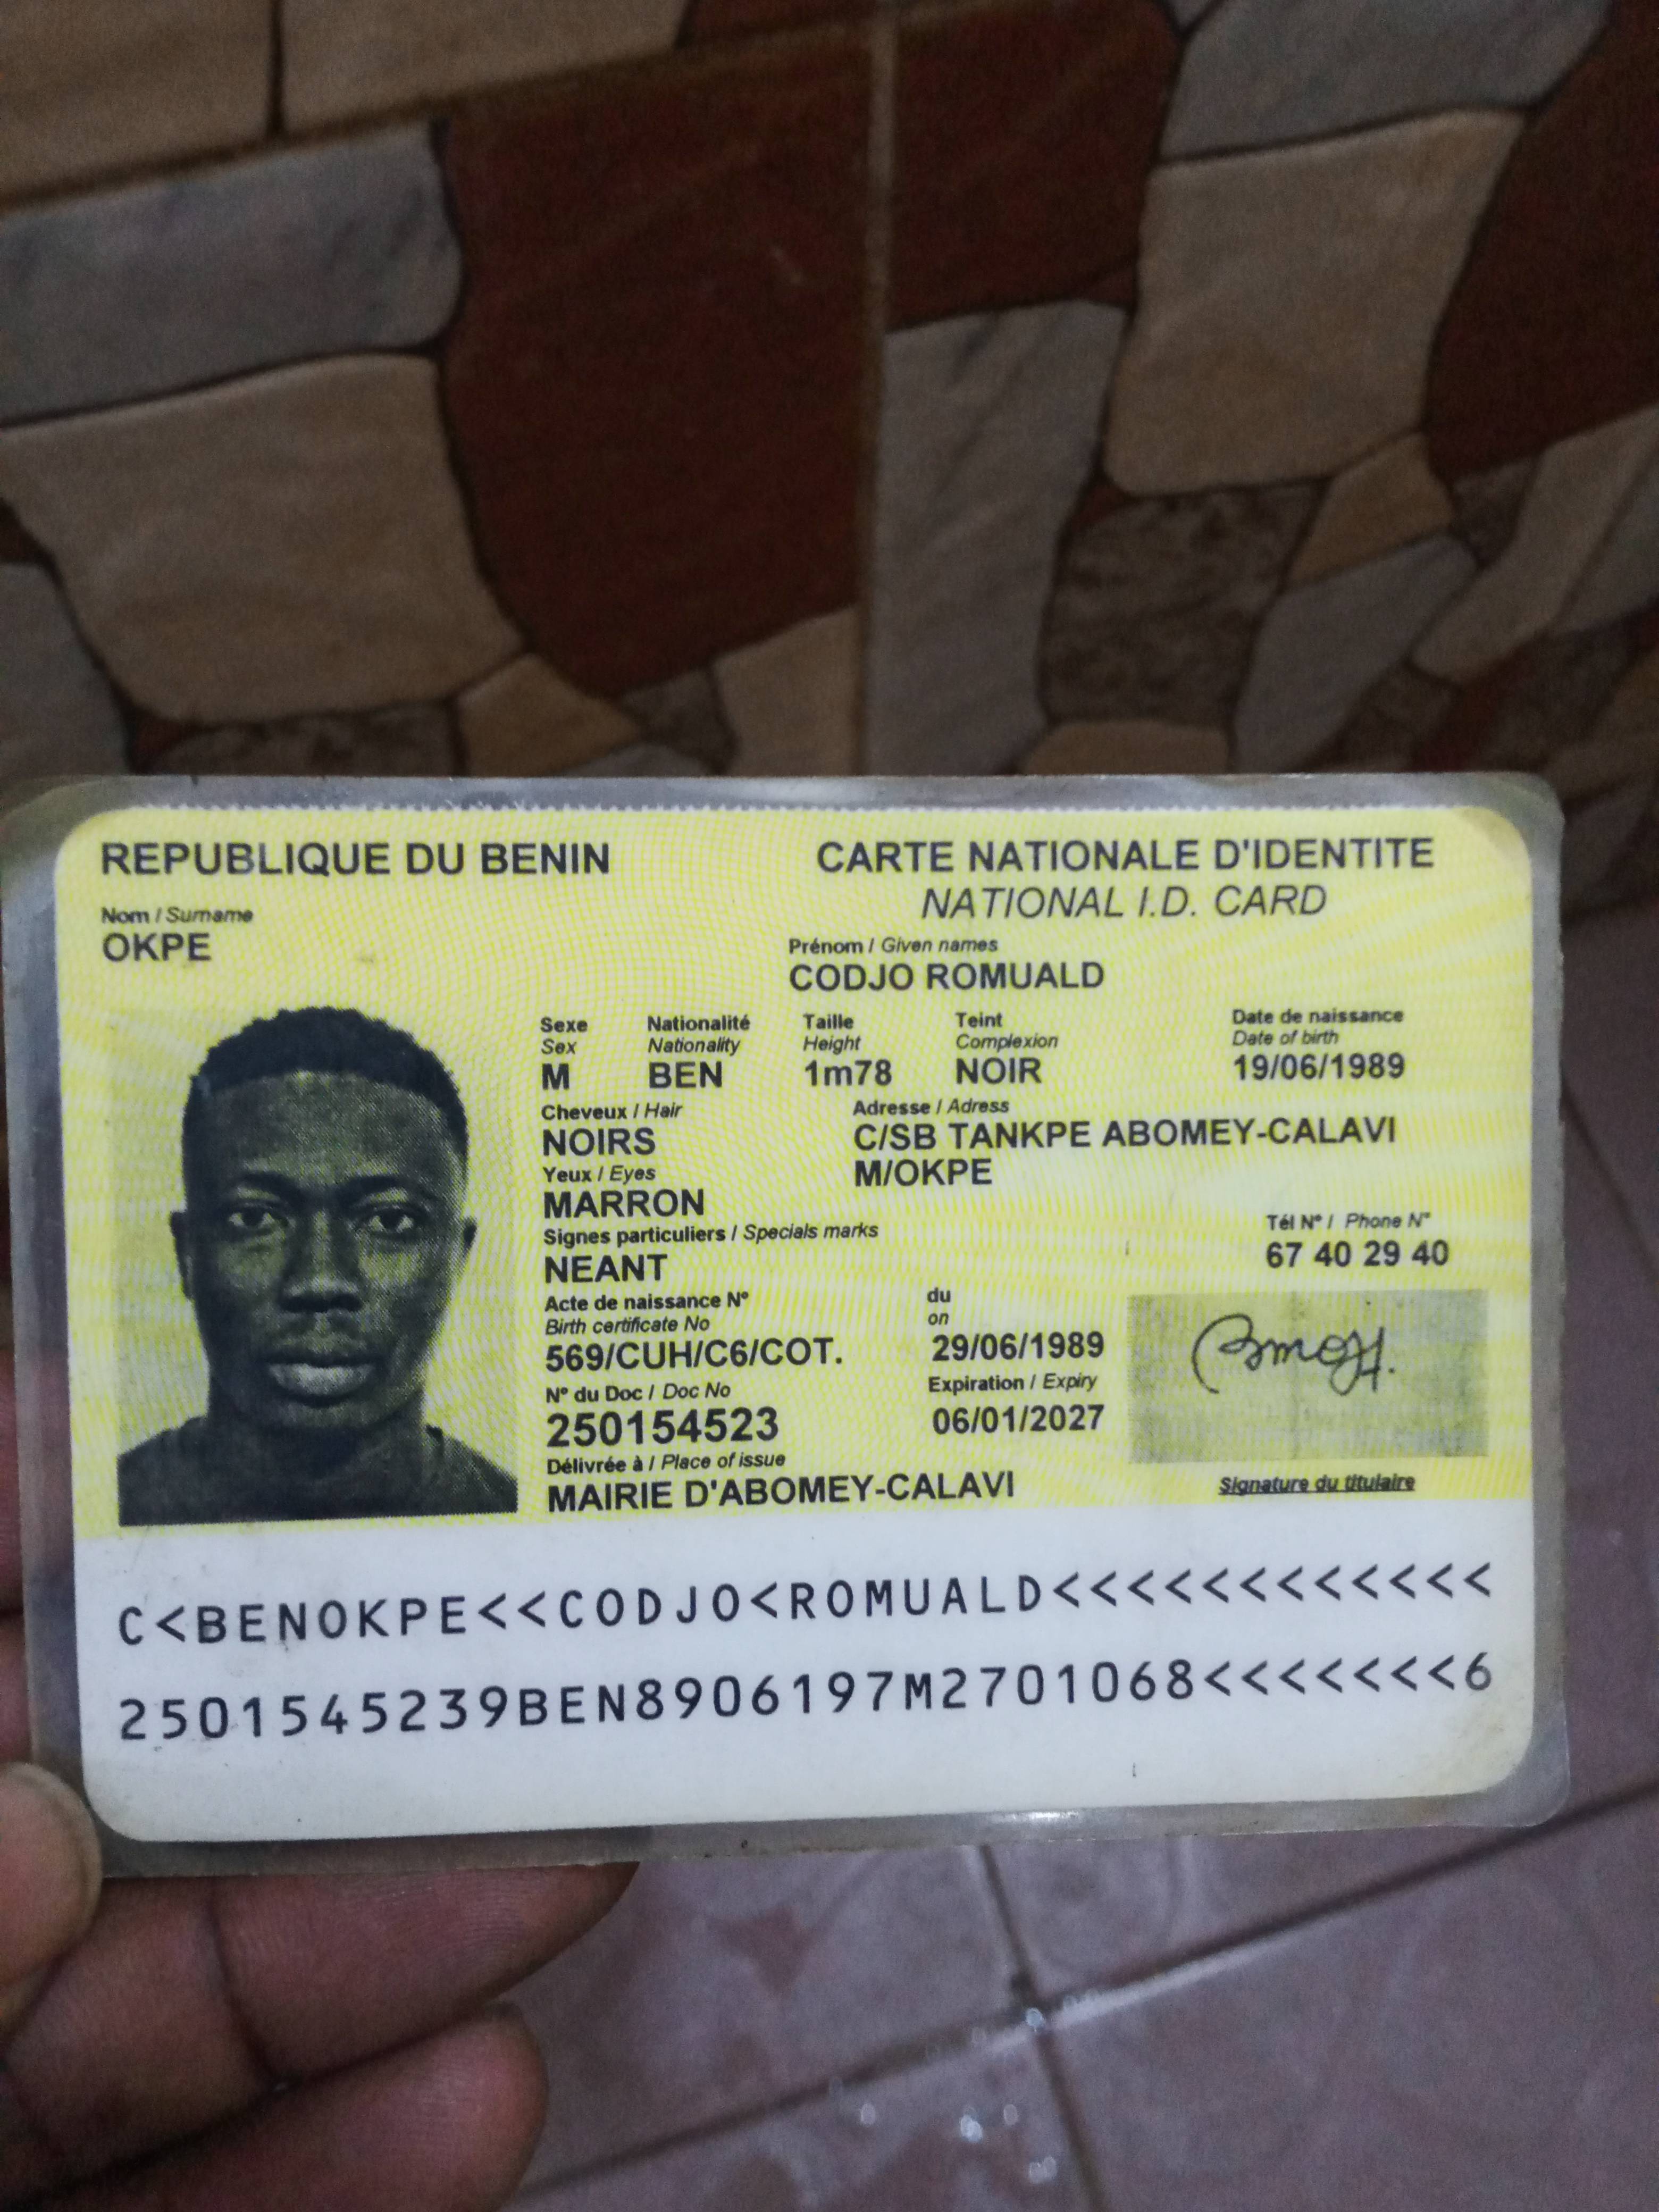 REPUBLIQUE DU BENIN
CARTE NATIONALE D'IDENTITE
NATIONAL I.D. CARD
Nom / Surname
OKPE
Prénom / Given names
CODJO ROMUALD
Sexe Nationalité Taille Teint Date de naissance
Sex Nationality Height Complexion Date of birth
M BEN 1m78 NOIR 19/06/1989
Cheveux / Hair Adresse / Adress
NOIRS C/SB TANKPE ABOMEY-CALAVI
Yeux / Eyes M/OKPE
MARRON
Signes particuliers / Specials marks Tél N° / Phone N°
NEANT 67 40 29 40
Acte de naissance N° du
Birth certificate No on
569/CUH/C6/COT. 29/06/1989
N° du Doc / Doc No Expiration / Expiry
250154523 06/01/2027
Délivrée à / Place of issue
MAIRIE D'ABOMEY-CALAVI Signature du titulaire
C<BENOKPE<<CODJO<ROMUALD<<<<<<<<<<<<
2501545239BEN8906197M2701068<<<<<<<6